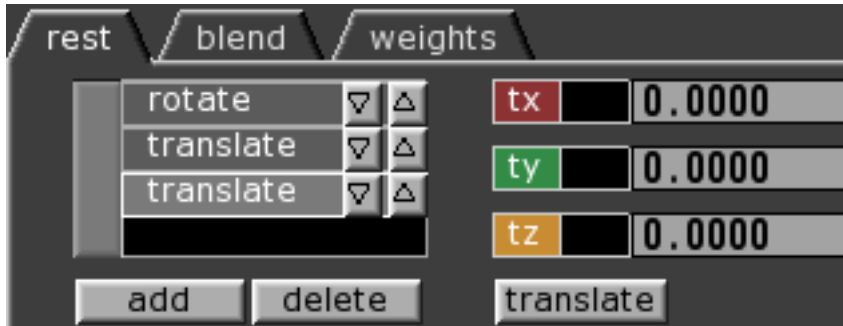 rest blend weights
rotate tx 0.0000
translate
translate ty 0.0000
tz 0.0000
add delete translate